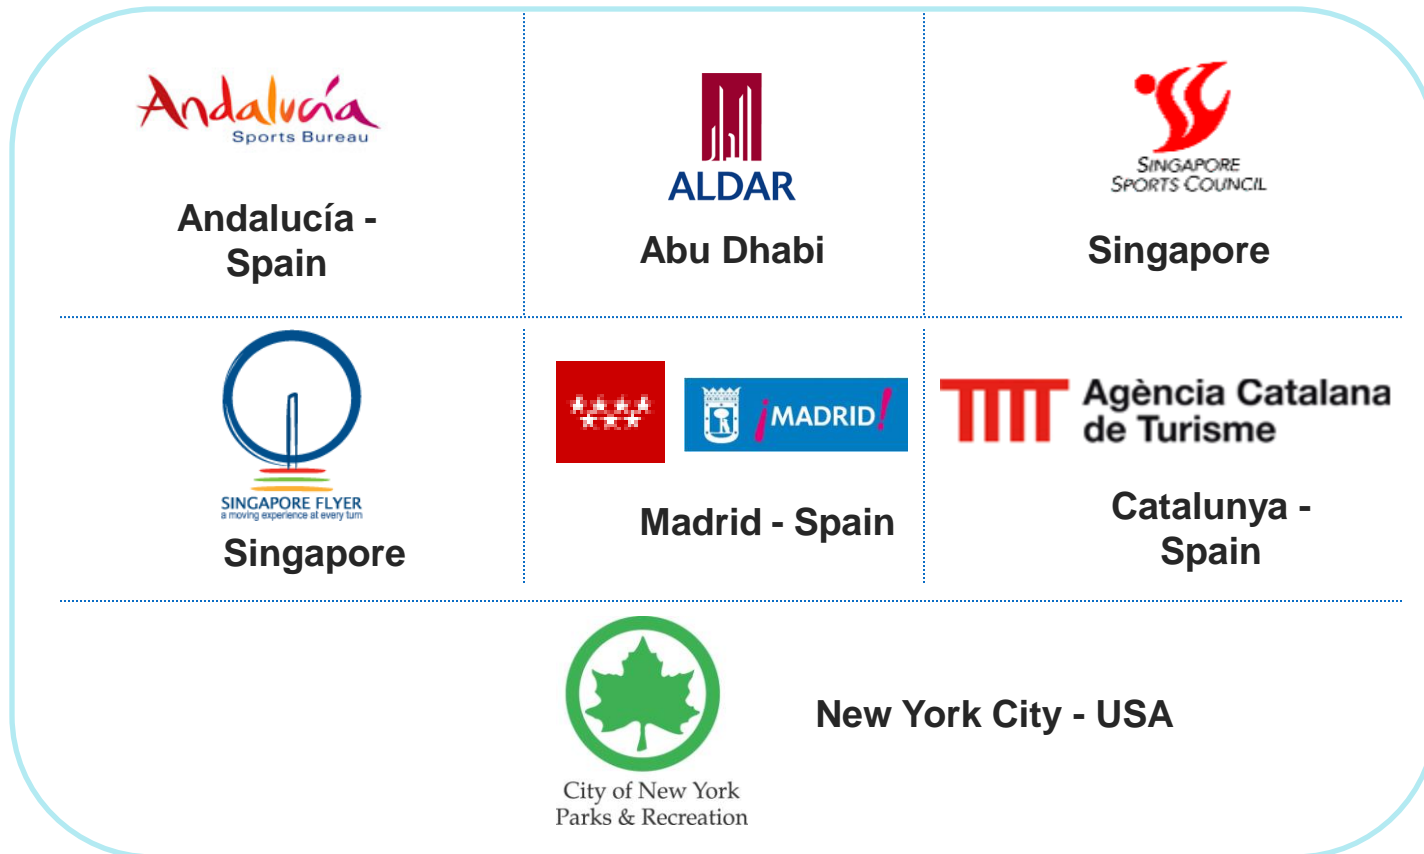 Andalucía
Sports Bureau
Andalucía -
Spain
ALDAR
Abu Dhabi
SINGAPORE
SPORTS COUNCIL
Singapore
SINGAPORE FLYER
a moving experience at every turn
Singapore
¡MADRID!
Madrid - Spain
Agència Catalana
de Turisme
Catalunya -
Spain
City of New York
Parks & Recreation
New York City - USA